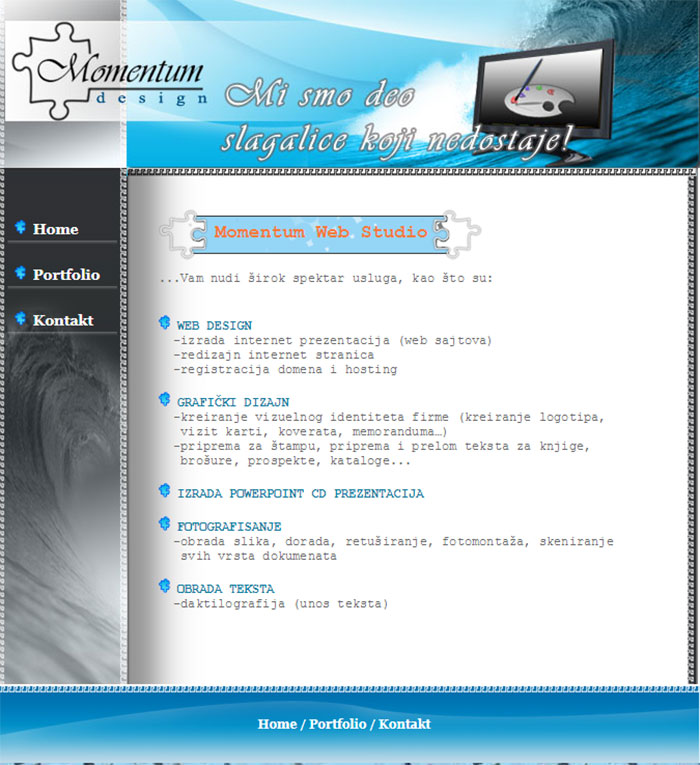 Momentum
design
Mi smo deo
slagalice koji nedostaje!
Home
Portfolio
Kontakt
Momentum Web Studio
...Vam nudi širok spektar usluga, kao što su:
WEB DESIGN
-izrada internet prezentacija (web sajtova)
-redizajn internet stranica
-registracija domena i hosting
GRAFIČKI DIZAJN
-kreiranje vizuelnog identiteta firme (kreiranje logotipa,
vizit karti, koverata, memoranduma…)
-priprema za štampu, priprema i prelom teksta za knjige,
brošure, prospekte, kataloge...
IZRADA POWERPOINT CD PREZENTACIJA
FOTOGRAFISANJE
-obrada slika, dorada, retuširanje, fotomontaža, skeniranje
svih vrsta dokumenata
OBRADA TEKSTA
-daktilografija (unos teksta)
Home / Portfolio / Kontakt